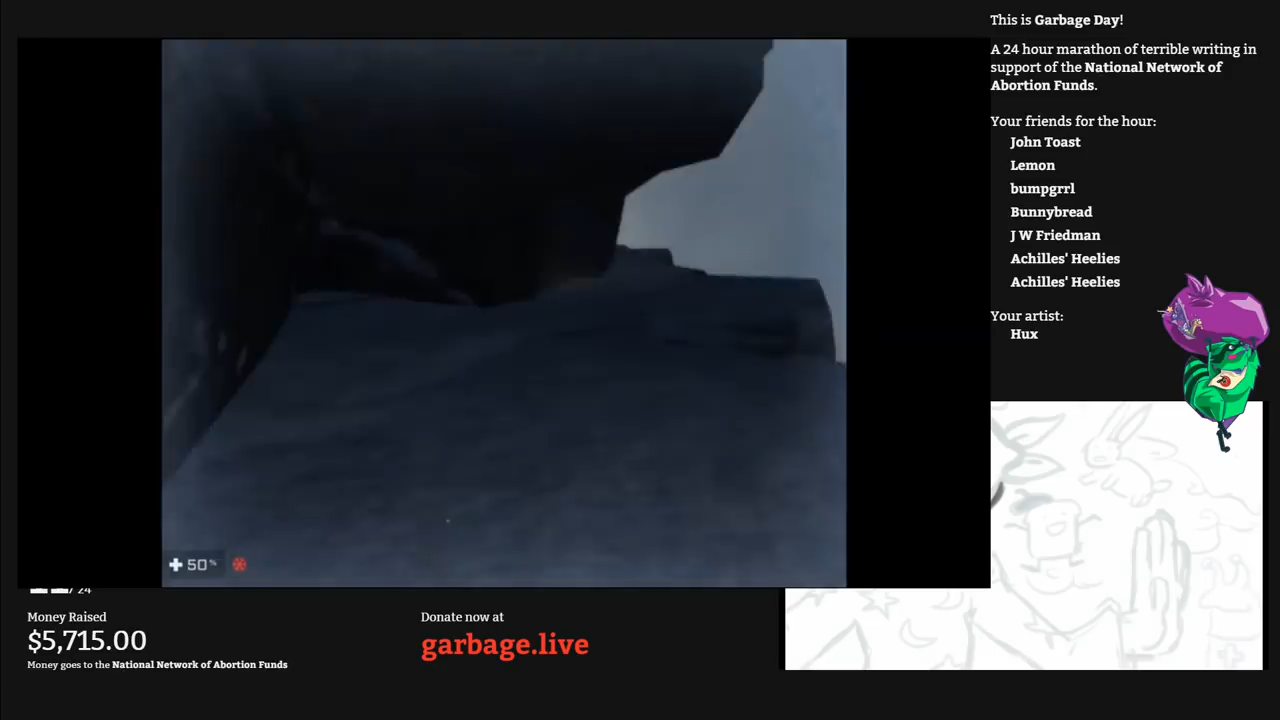 This is Garbage Day!
A 24 hour marathon of terrible writing in
support of the National Network of
Abortion Funds.
Your friends for the hour:
John Toast
Lemon
bumpgrrl
Bunnybread
J W Friedman
Achilles' Heelies
Achilles' Heelies
Your artist:
Hux
50%
/ 24
Money Raised
$5,715.00
Money goes to the National Network of Abortion Funds
Donate now at
garbage.live